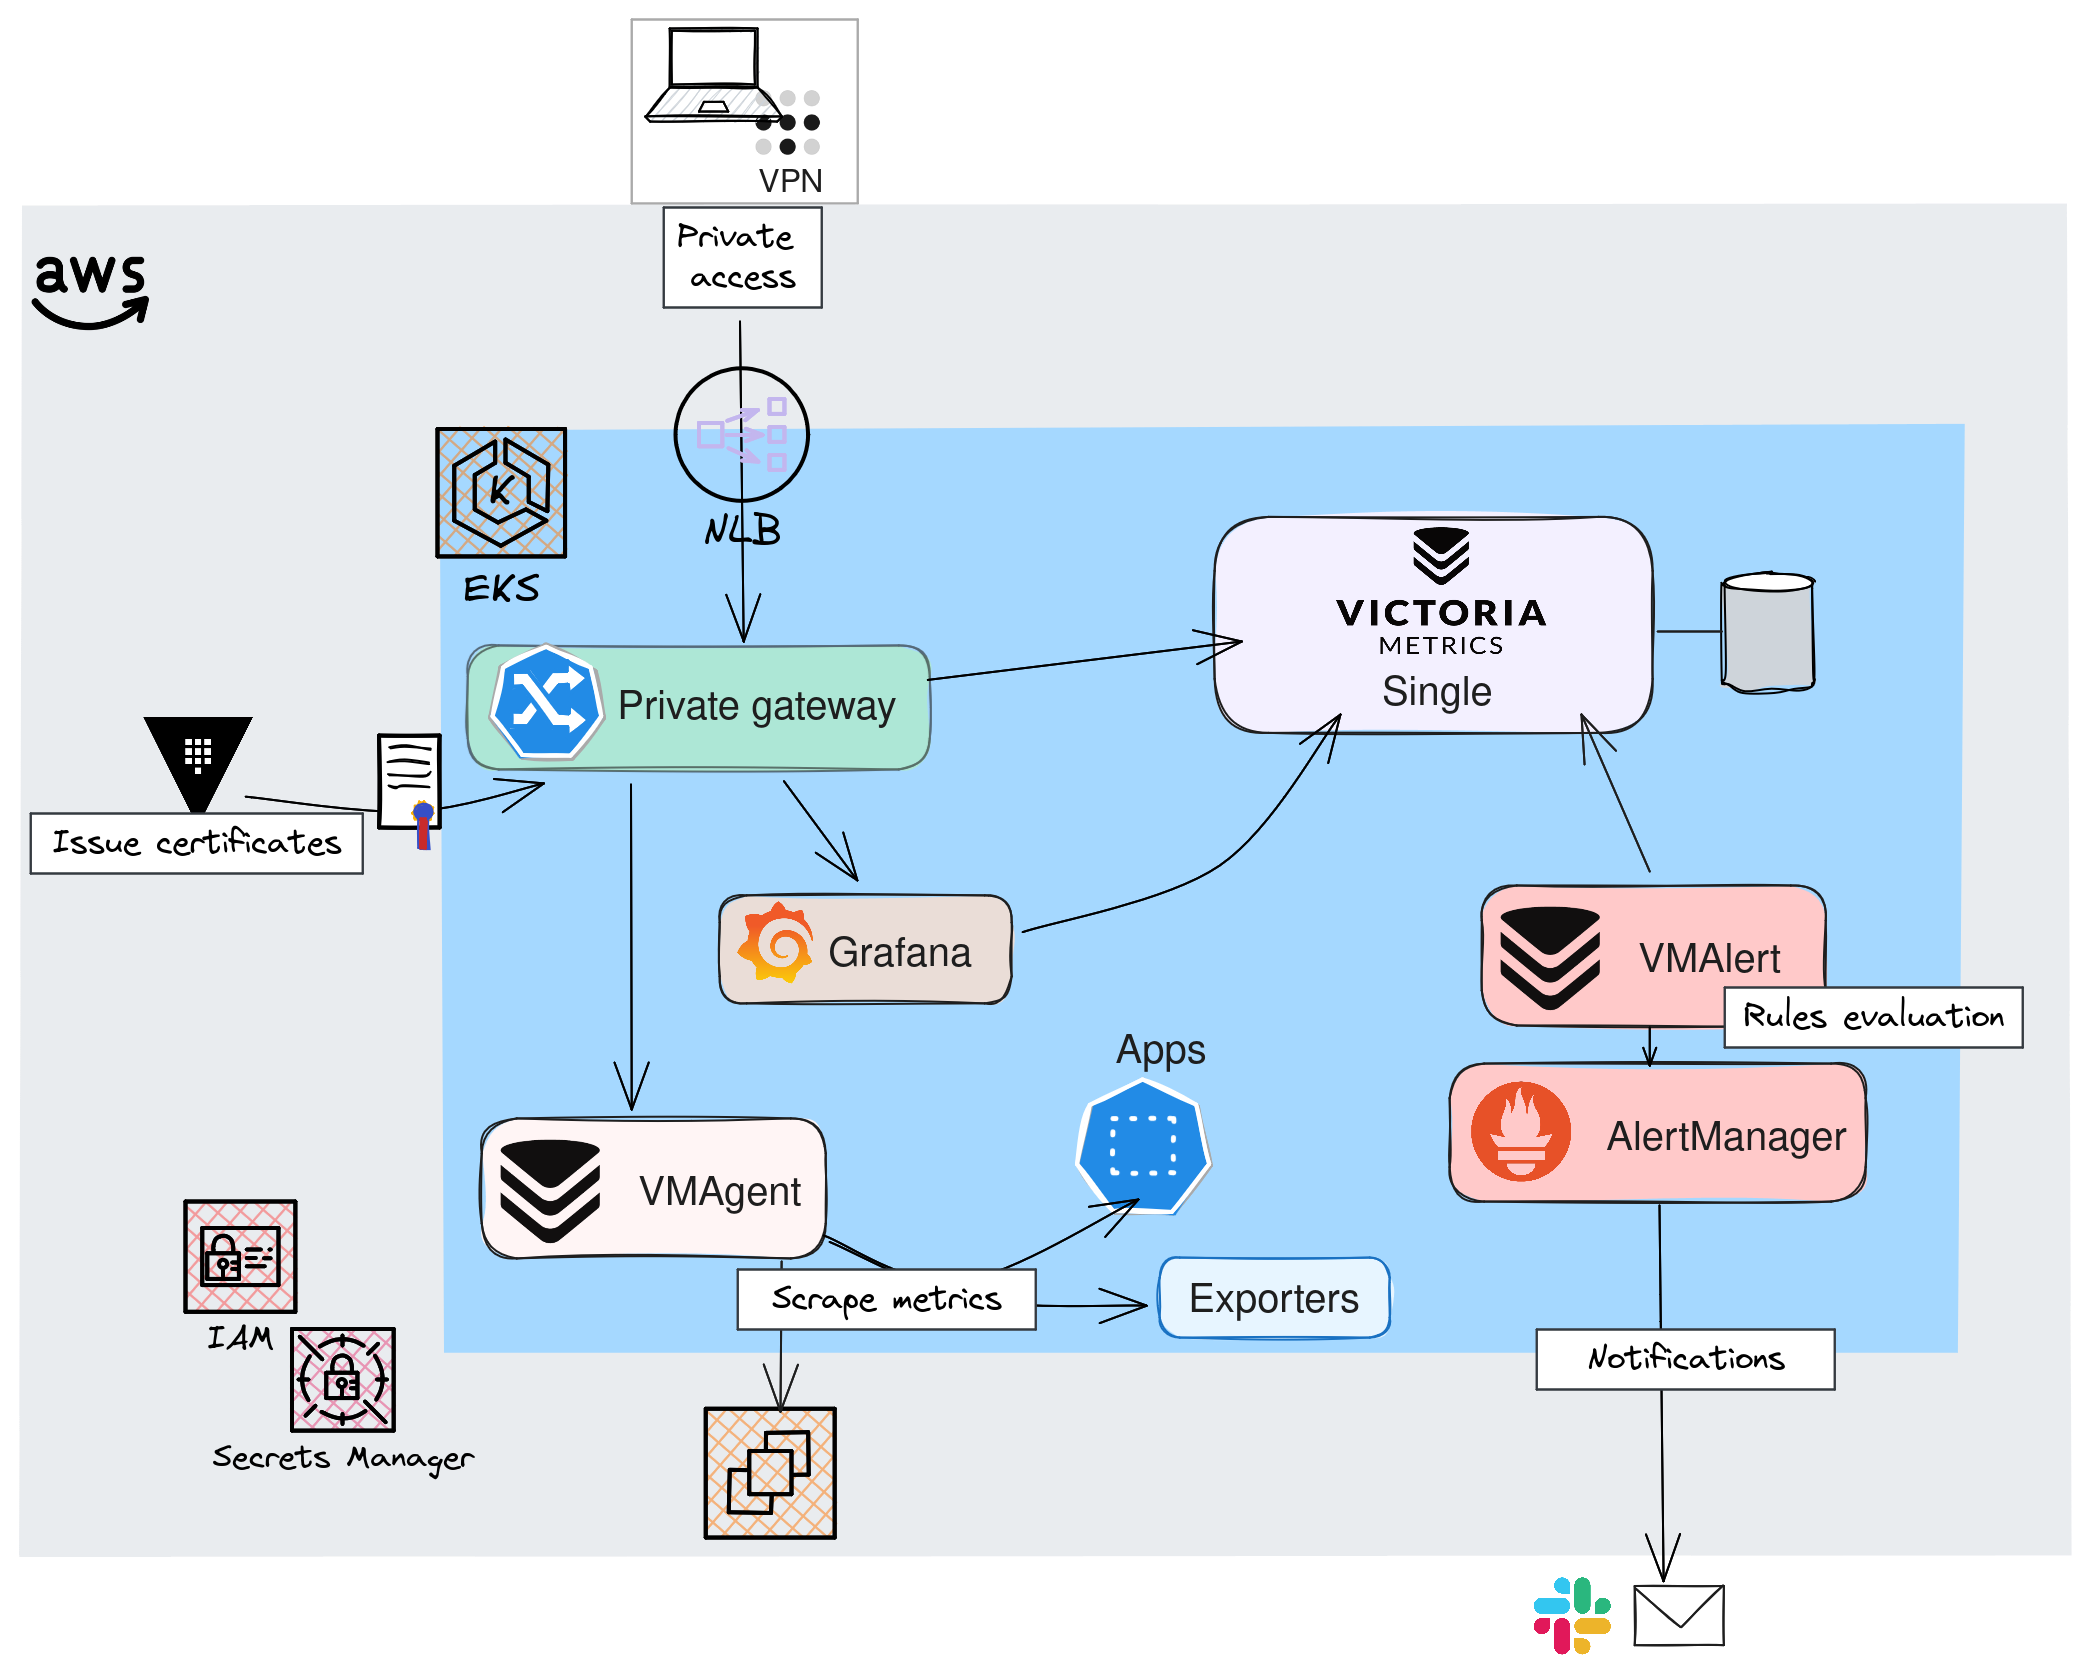 VPN
Private
access
aws
K
NLB
EKS
VICTORIA
METRICS
Single
Private gateway
Issue certificates
Grafana
VMAlert
Rules evaluation
Apps
AlertManager
VMAgent
Scrape metrics
Exporters
IAM
Notifications
Secrets Manager